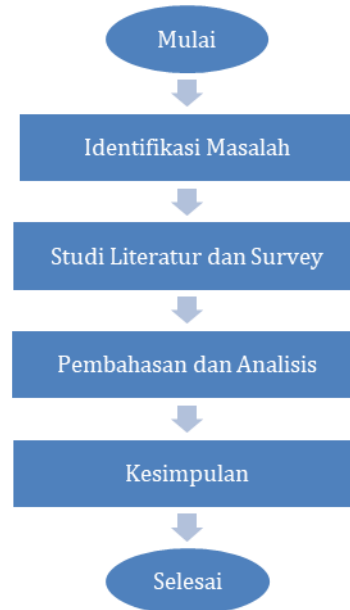 Mulai
Identifikasi Masalah
Studi Literatur dan Survey
Pembahasan dan Analisis
Kesimpulan
Selesai